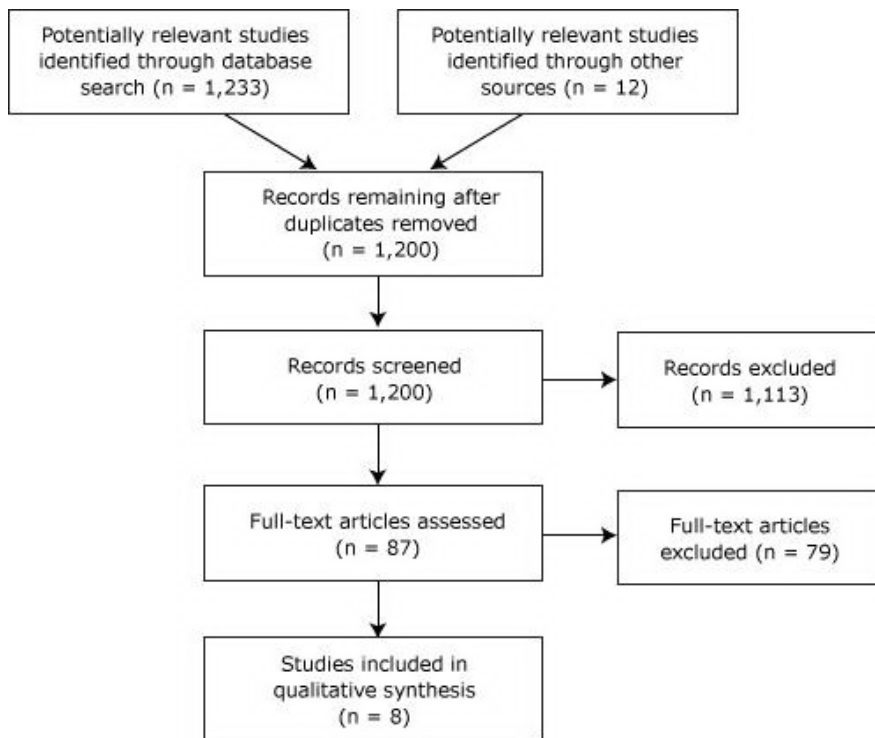 Potentially relevant studies
identified through database
search (n = 1,233)
Potentially relevant studies
identified through other
sources (n = 12)
Records remaining after
duplicates removed
(n = 1,200)
Records screened
(n = 1,200)
Records excluded
(n = 1,113)
Full-text articles assessed
(n = 87)
Full-text articles
excluded (n = 79)
Studies included in
qualitative synthesis
(n = 8)